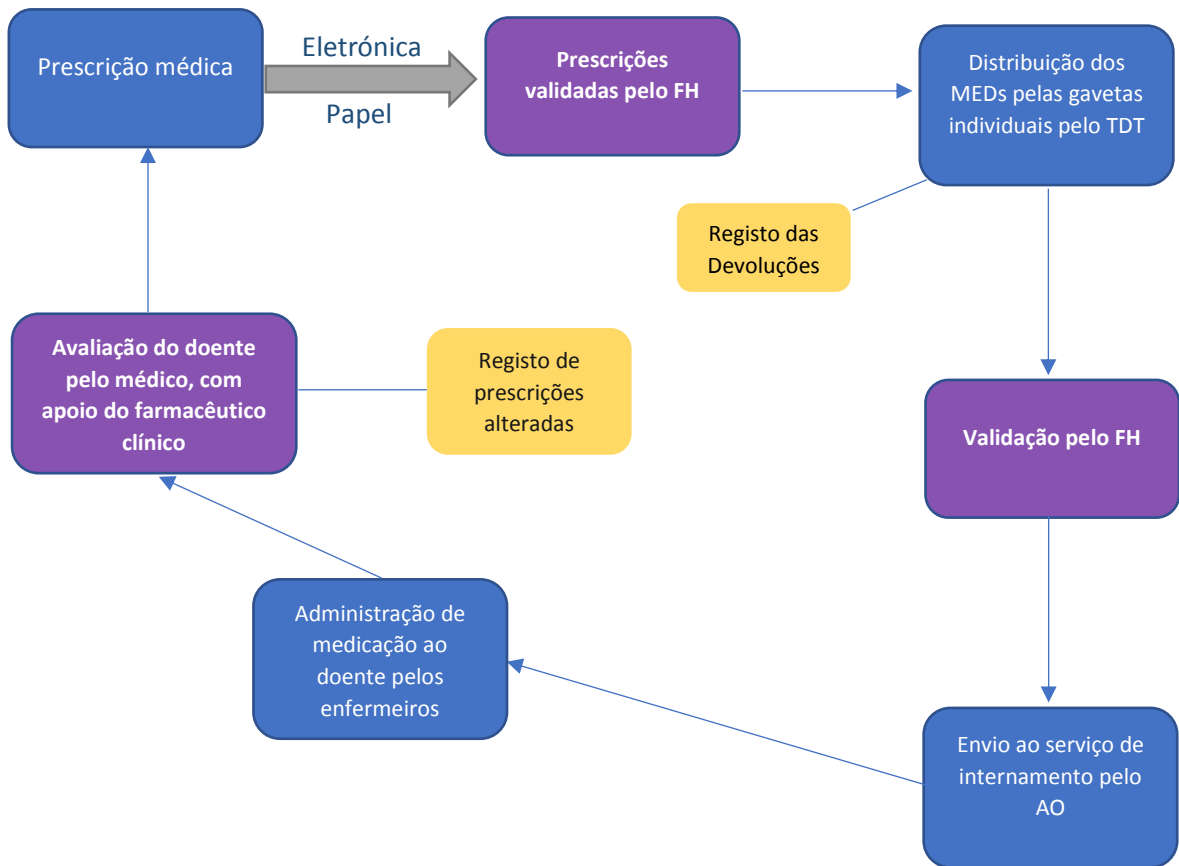 Prescrição médica
Eletrónica
Papel
Prescrições
validadas pelo FH
Distribuição dos
MEDs pelas gavetas
individuais pelo TDT
Registo das
Devoluções
Validação pelo FH
Envio ao serviço de
internamento pelo
AO
Administração de
medicação ao
doente pelos
enfermeiros
Avaliação do doente
pelo médico, com
apoio do farmacêutico
clínico
Registo de
prescrições
alteradas